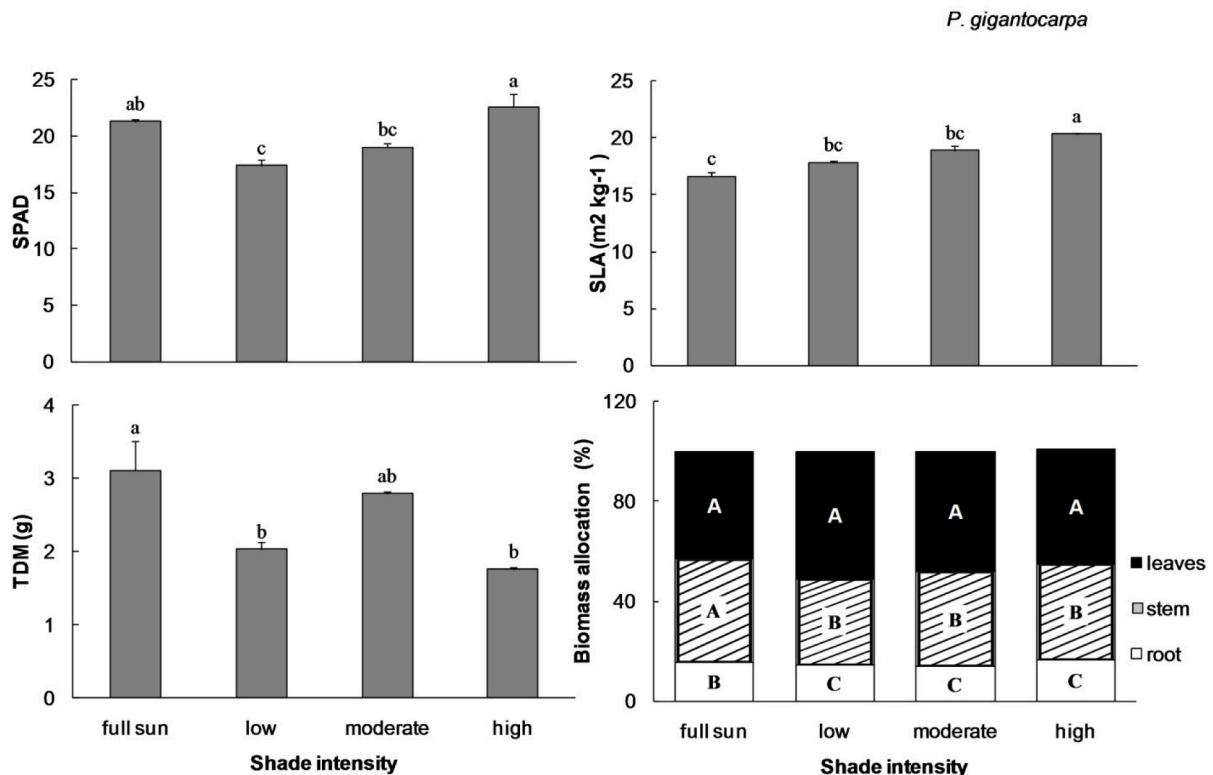 P. gigantocarpa
SPAD
25
20
15
10
5
0
ab
c
bc
a
SLA (m2 kg-1)
25
20
15
10
5
0
c
bc
bc
a
TDM (g)
4
3
2
1
0
a
b
ab
b
full sun low moderate high
Shade intensity
Biomass allocation (%)
120
80
40
0
A A A A
A B B B
B C C C
full sun low moderate high
Shade intensity
leaves
stem
root